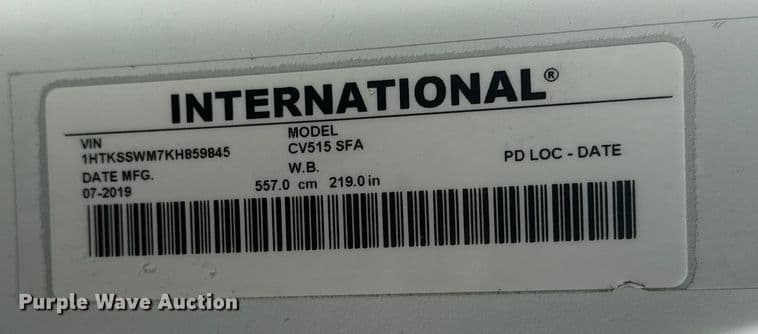 INTERNATIONAL®
VIN
1HTKSSWM7KH859845
MODEL
CV515 SFA
DATE MFG.
07-2019
W.B.
557.0 cm 219.0 in
PD LOC - DATE
Purple Wave Auction